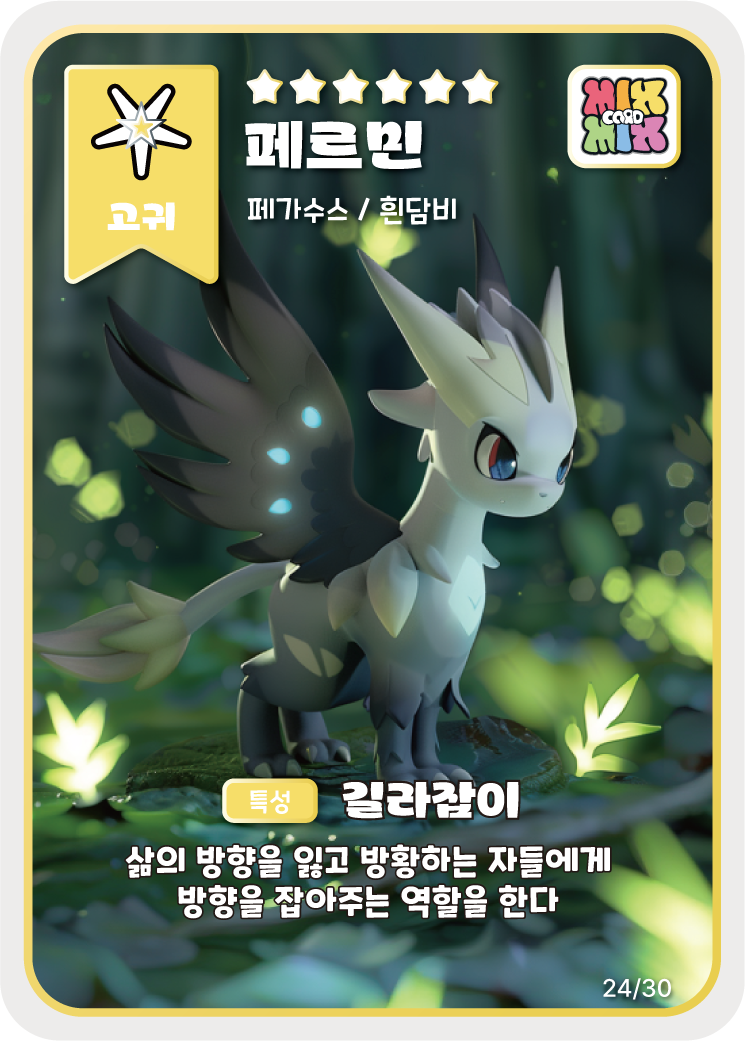 고귀
페르민
MIX
CARD
MIX
페가수스 / 흰담비
특성
길라잡이
삶의 방향을 잃고 방황하는 자들에게
방향을 잡아주는 역할을 한다
24/30